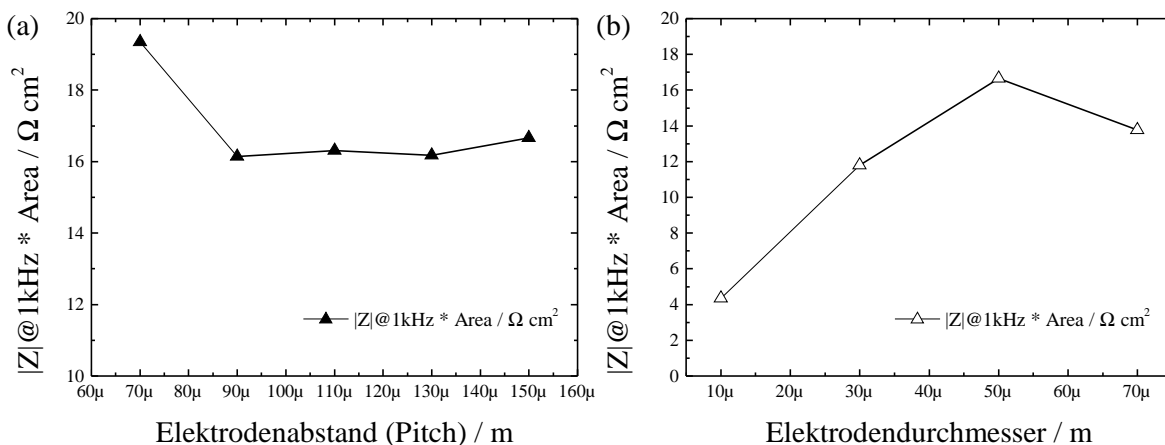 (a)
|Z|@1kHz * Area / Ω cm²
20
18
16
14
12
10
60µ 70µ 80µ 90µ 100µ 110µ 120µ 130µ 140µ 150µ 160µ
Elektrodenabstand (Pitch) / m
|Z|@1kHz * Area / Ω cm²
(b)
|Z|@1kHz * Area / Ω cm²
20
18
16
14
12
10
8
6
4
2
0
10µ 20µ 30µ 40µ 50µ 60µ 70µ
Elektrodendurchmesser / m
|Z|@1kHz * Area / Ω cm²